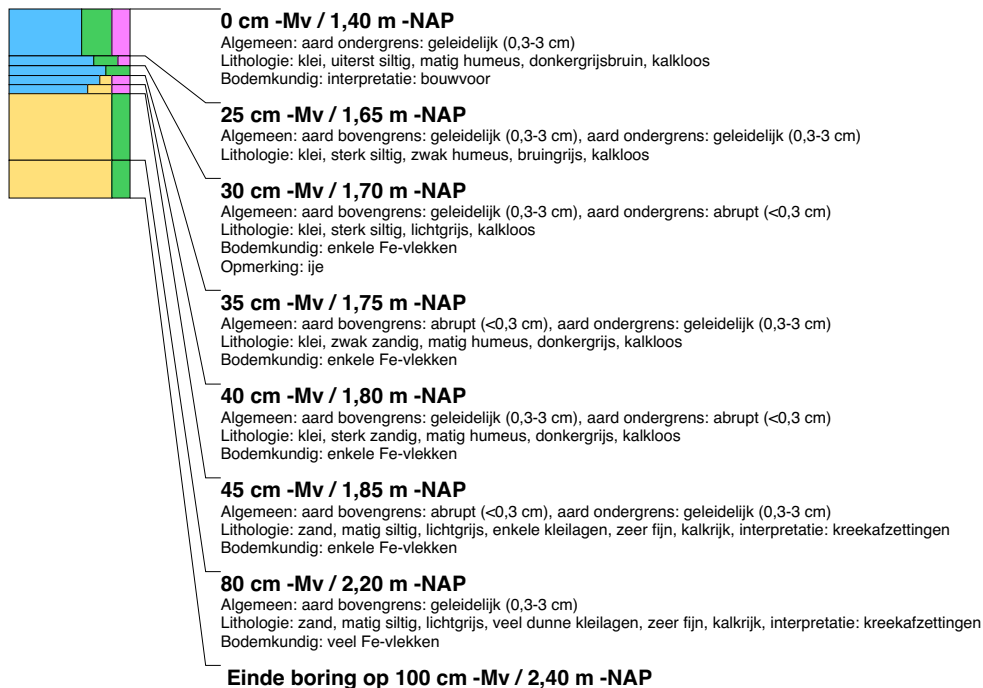 0 cm -Mv / 1,40 m -NAP
Algemeen: aard ondergrens: geleidelijk (0,3-3 cm)
Lithologie: klei, uiterst siltig, matig humeus, donkergrijsbruin, kalkloos
Bodemkundig: interpretatie: bouwvoor
25 cm -Mv / 1,65 m -NAP
Algemeen: aard bovengrens: geleidelijk (0,3-3 cm), aard ondergrens: geleidelijk (0,3-3 cm)
Lithologie: klei, sterk siltig, zwak humeus, bruingrijs, kalkloos
30 cm -Mv / 1,70 m -NAP
Algemeen: aard bovengrens: geleidelijk (0,3-3 cm), aard ondergrens: abrupt (<0,3 cm)
Lithologie: klei, sterk siltig, lichtgrijs, kalkloos
Bodemkundig: enkele Fe-vlekken
Opmerking: ije
35 cm -Mv / 1,75 m -NAP
Algemeen: aard bovengrens: abrupt (<0,3 cm), aard ondergrens: geleidelijk (0,3-3 cm)
Lithologie: klei, zwak zandig, matig humeus, donkergrijs, kalkloos
Bodemkundig: enkele Fe-vlekken
40 cm -Mv / 1,80 m -NAP
Algemeen: aard bovengrens: geleidelijk (0,3-3 cm), aard ondergrens: abrupt (<0,3 cm)
Lithologie: klei, sterk zandig, matig humeus, donkergrijs, kalkloos
Bodemkundig: enkele Fe-vlekken
45 cm -Mv / 1,85 m -NAP
Algemeen: aard bovengrens: abrupt (<0,3 cm), aard ondergrens: geleidelijk (0,3-3 cm)
Lithologie: zand, matig siltig, lichtgrijs, enkele kleilagen, zeer fijn, kalkrijk, interpretatie: kreekafzettingen
Bodemkundig: enkele Fe-vlekken
80 cm -Mv / 2,20 m -NAP
Algemeen: aard bovengrens: geleidelijk (0,3-3 cm)
Lithologie: zand, matig siltig, lichtgrijs, veel dunne kleilagen, zeer fijn, kalkrijk, interpretatie: kreekafzettingen
Bodemkundig: veel Fe-vlekken
Einde boring op 100 cm -Mv / 2,40 m -NAP